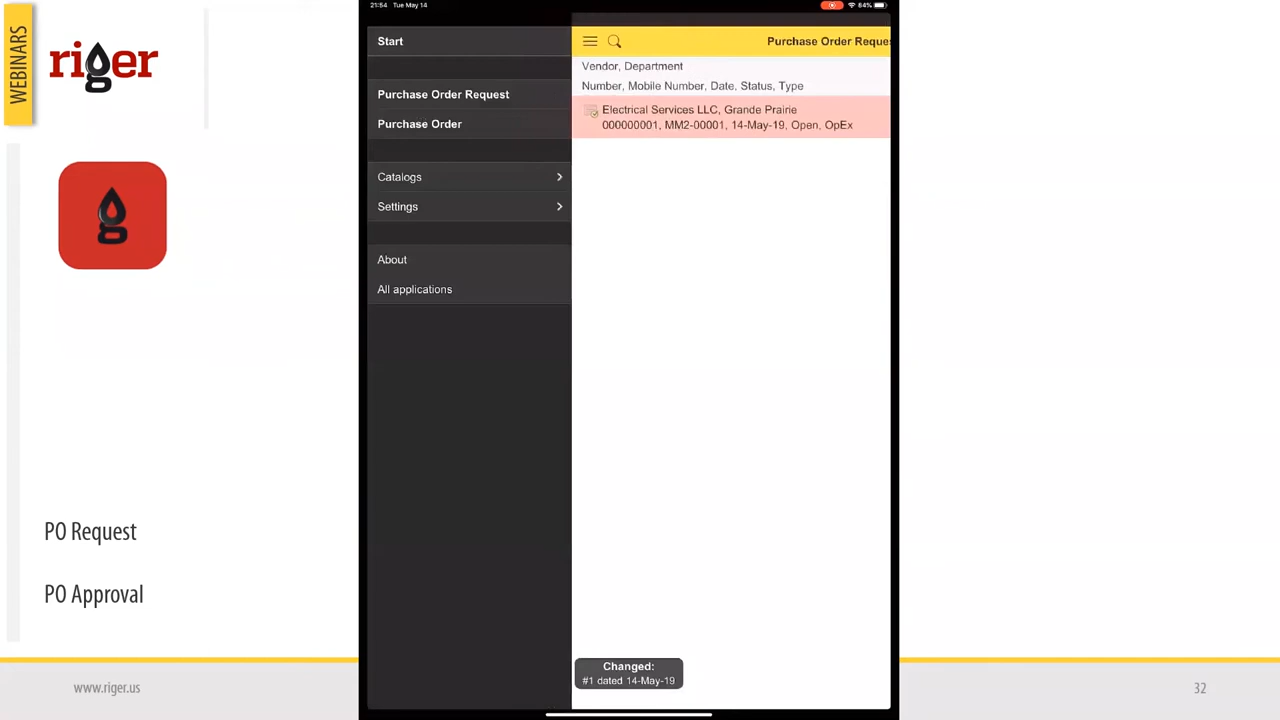 WEBINARS
riger
PO Request
PO Approval
www.riger.us
21:54 Tue May 14
64%
Start
Purchase Order Request
Purchase Order
Catalogs
Settings
About
All applications
Purchase Order Reques
Vendor, Department
Number, Mobile Number, Date, Status, Type
Electrical Services LLC, Grande Prairie
000000001, MM2-00001, 14-May-19, Open, OpEx
Changed:
#1 dated 14-May-19
32